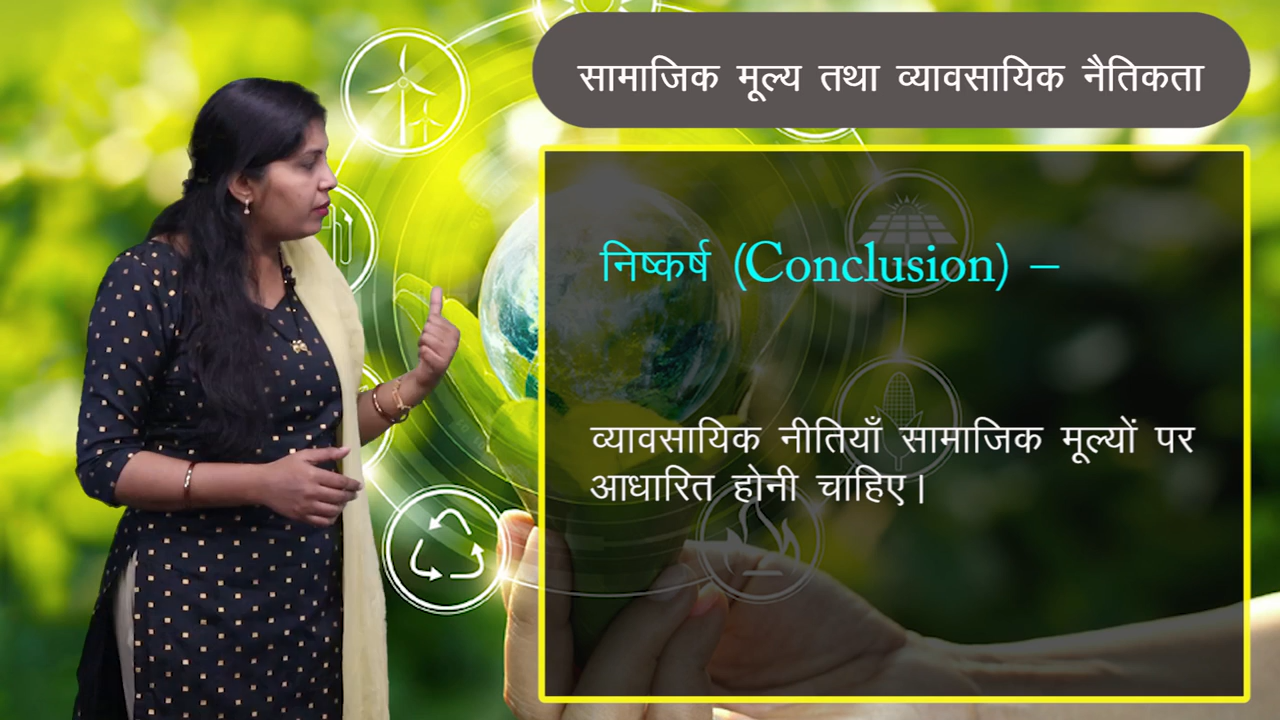 सामाजिक मूल्य तथा व्यावसायिक नैतिकता
निष्कर्ष (Conclusion) –
व्यावसायिक नीतियाँ सामाजिक मूल्यों पर
आधारित होनी चाहिए।